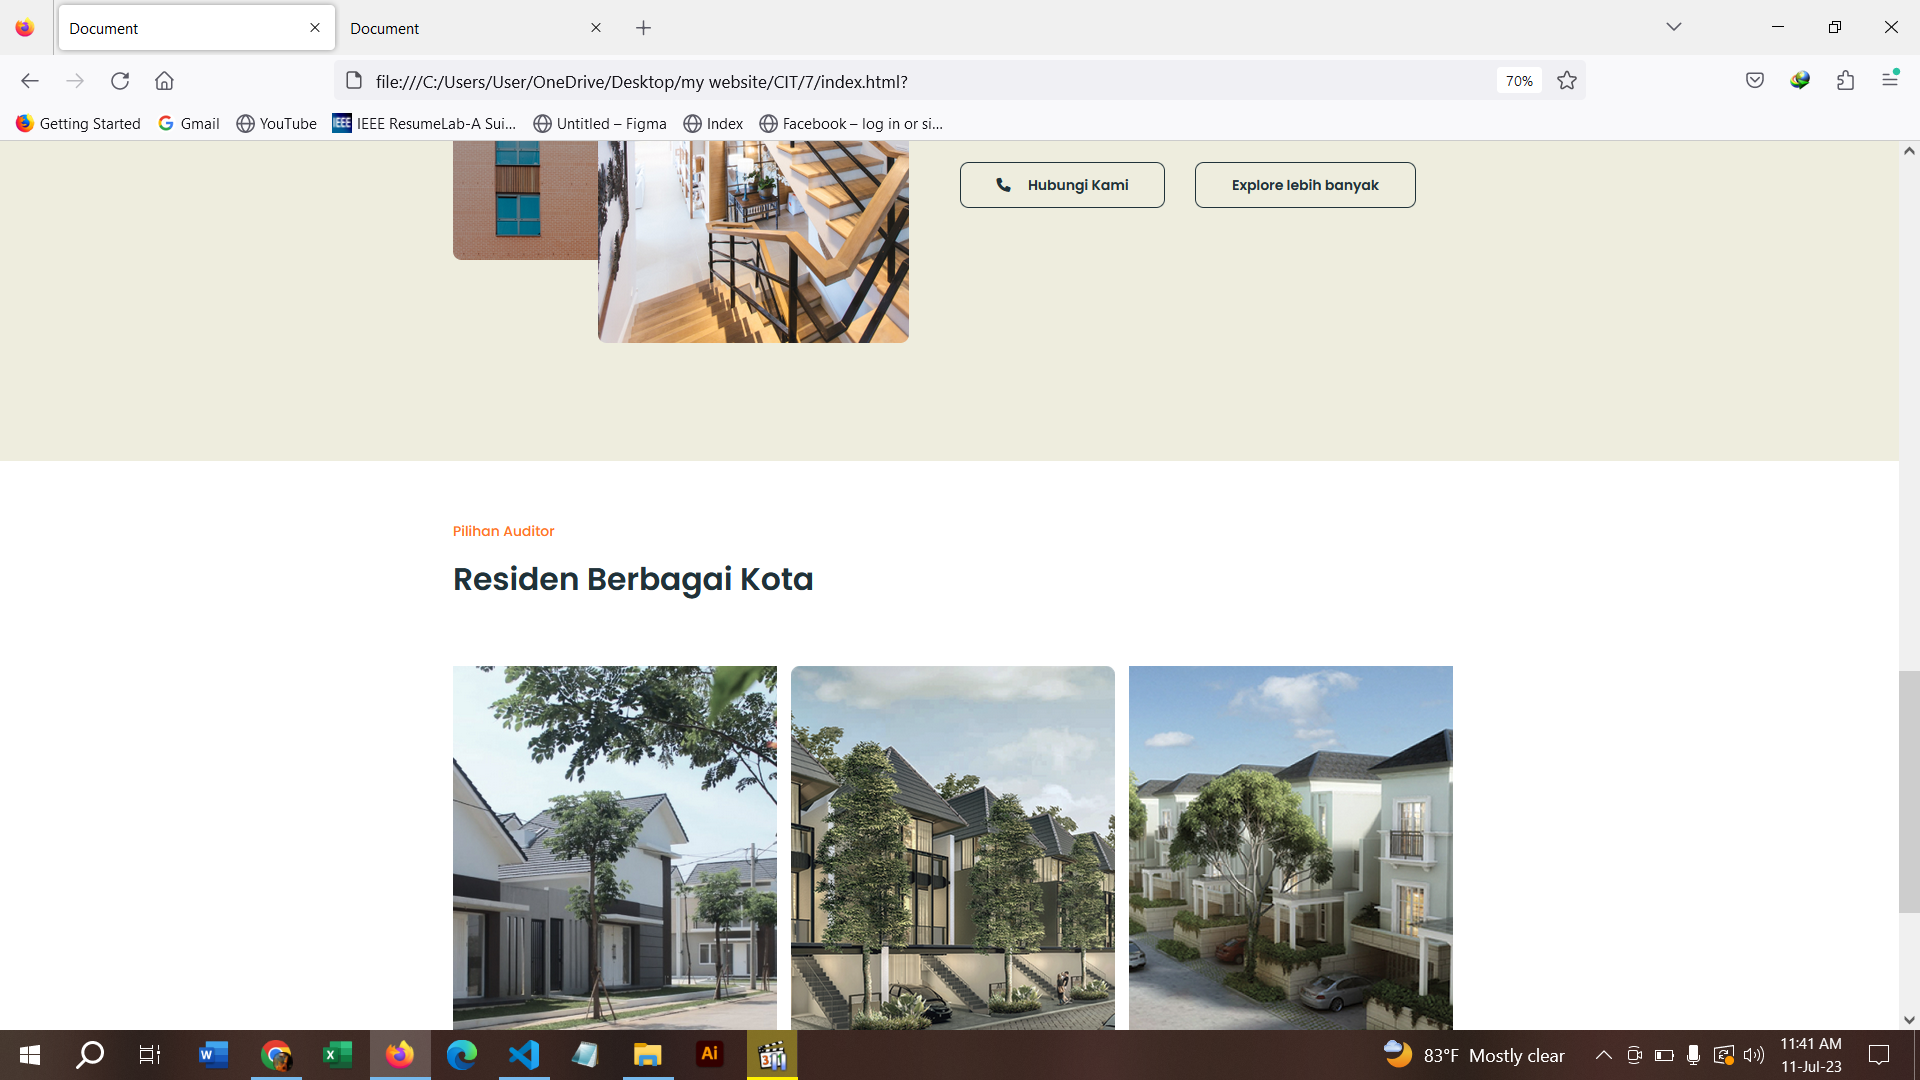 Document
Document
file:///C:/Users/User/OneDrive/Desktop/my website/CIT/7/index.html?
70%
Getting Started
Gmail
YouTube
IEEE
IEEE ResumeLab-A Sui...
Untitled – Figma
Index
Facebook – log in or si...
Hubungi Kami
Explore lebih banyak
Pilihan Auditor
Residen Berbagai Kota
Ai
83°F Mostly clear
11:41 AM
11-Jul-23